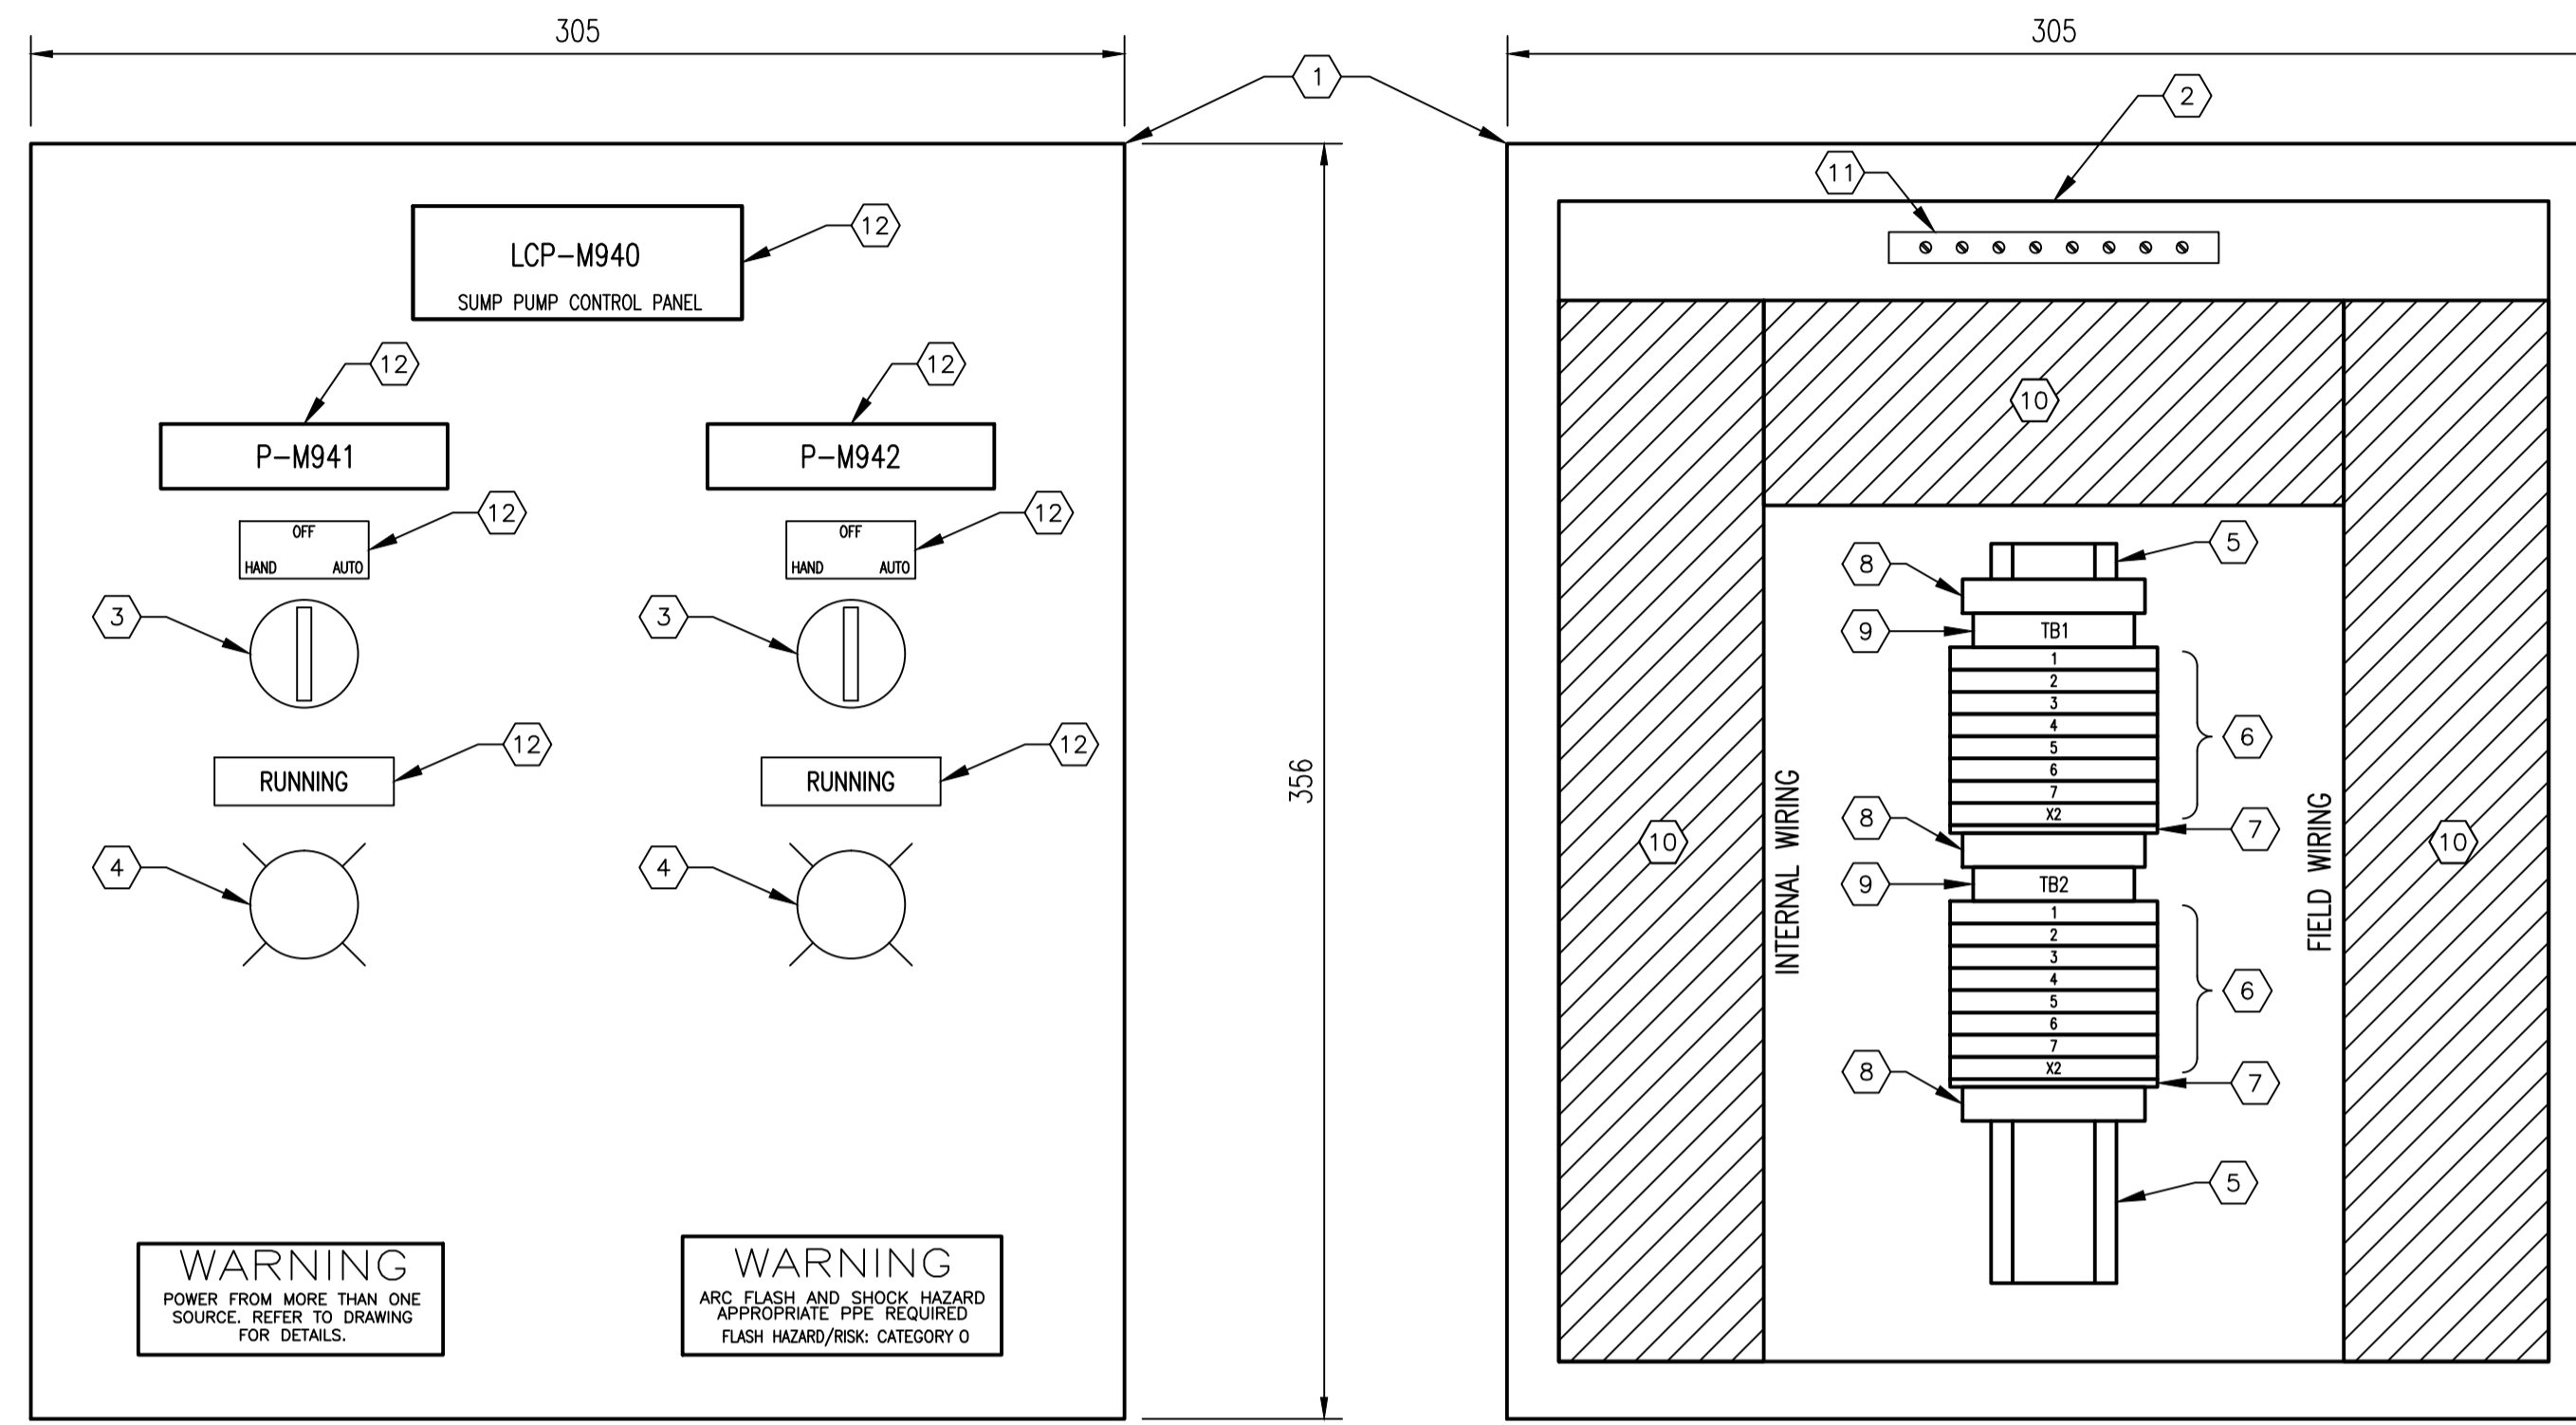 305
305
1
2
11
LCP-M940
SUMP PUMP CONTROL PANEL
12
12
12
P-M941
P-M942
10
OFF
HAND AUTO
12
OFF
HAND AUTO
12
3
3
RUNNING
12
RUNNING
12
4
4
WARNING
POWER FROM MORE THAN ONE
SOURCE. REFER TO DRAWING
FOR DETAILS.
WARNING
ARC FLASH AND SHOCK HAZARD
APPROPRIATE PPE REQUIRED
FLASH HAZARD/RISK: CATEGORY 0
356
10
INTERNAL WIRING
5
8
9
TB1
1
2
3
4
5
6
7
X2
6
7
8
9
TB2
1
2
3
4
5
6
7
X2
6
7
8
5
FIELD WIRING
10